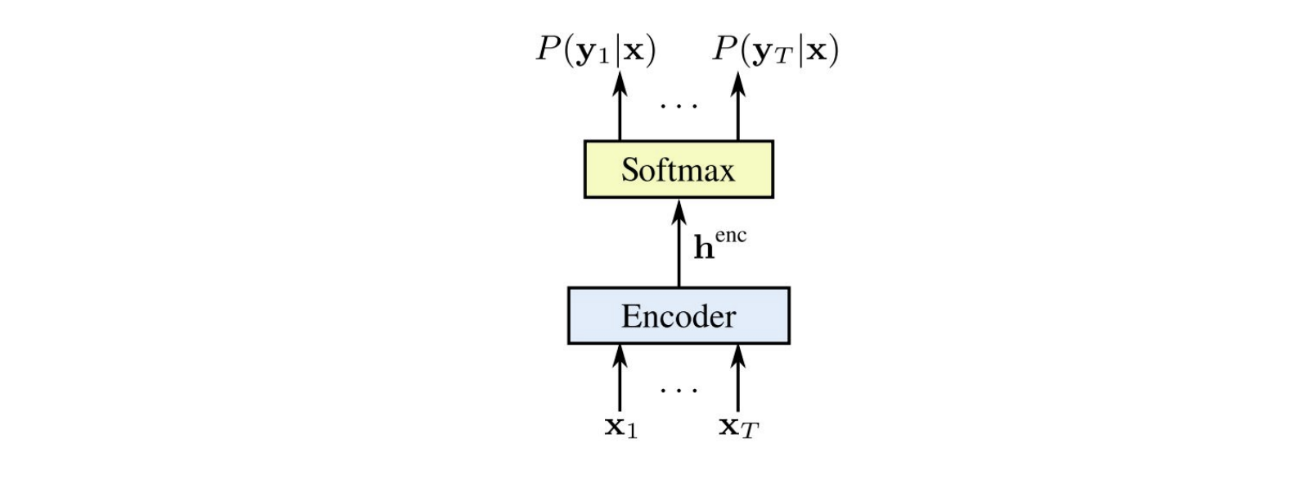 P(y₁|x) P(y_T|x)
...
Softmax
h^enc
Encoder
...
x₁ x_T